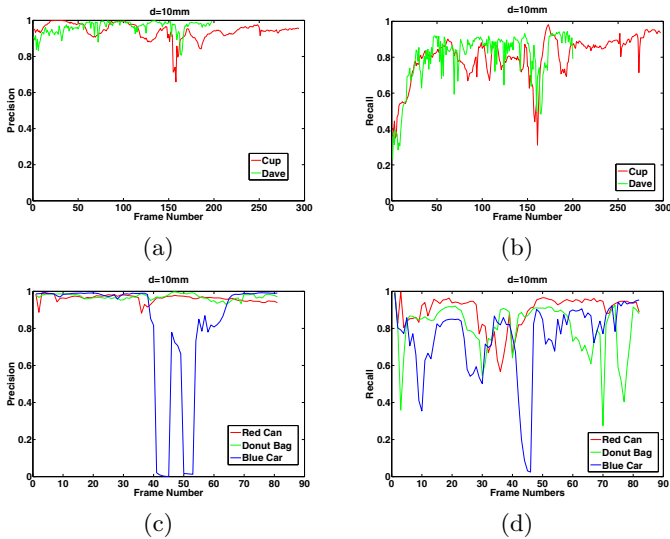 d=10mm
Precision
1
0.8
0.6
0.4
0.2
0
0 50 100 150 200 250 300
Frame Number
Cup
Dave
(a)
d=10mm
Recall
1
0.8
0.6
0.4
0.2
0
0 50 100 150 200 250 300
Frame Number
Cup
Dave
(b)
d=10mm
Precision
1
0.8
0.6
0.4
0.2
0
0 10 20 30 40 50 60 70 80 90
Frame Number
Red Can
Donut Bag
Blue Car
(c)
d=10mm
Recall
1
0.8
0.6
0.4
0.2
0
0 10 20 30 40 50 60 70 80 90
Frame Numbers
Red Can
Donut Bag
Blue Car
(d)